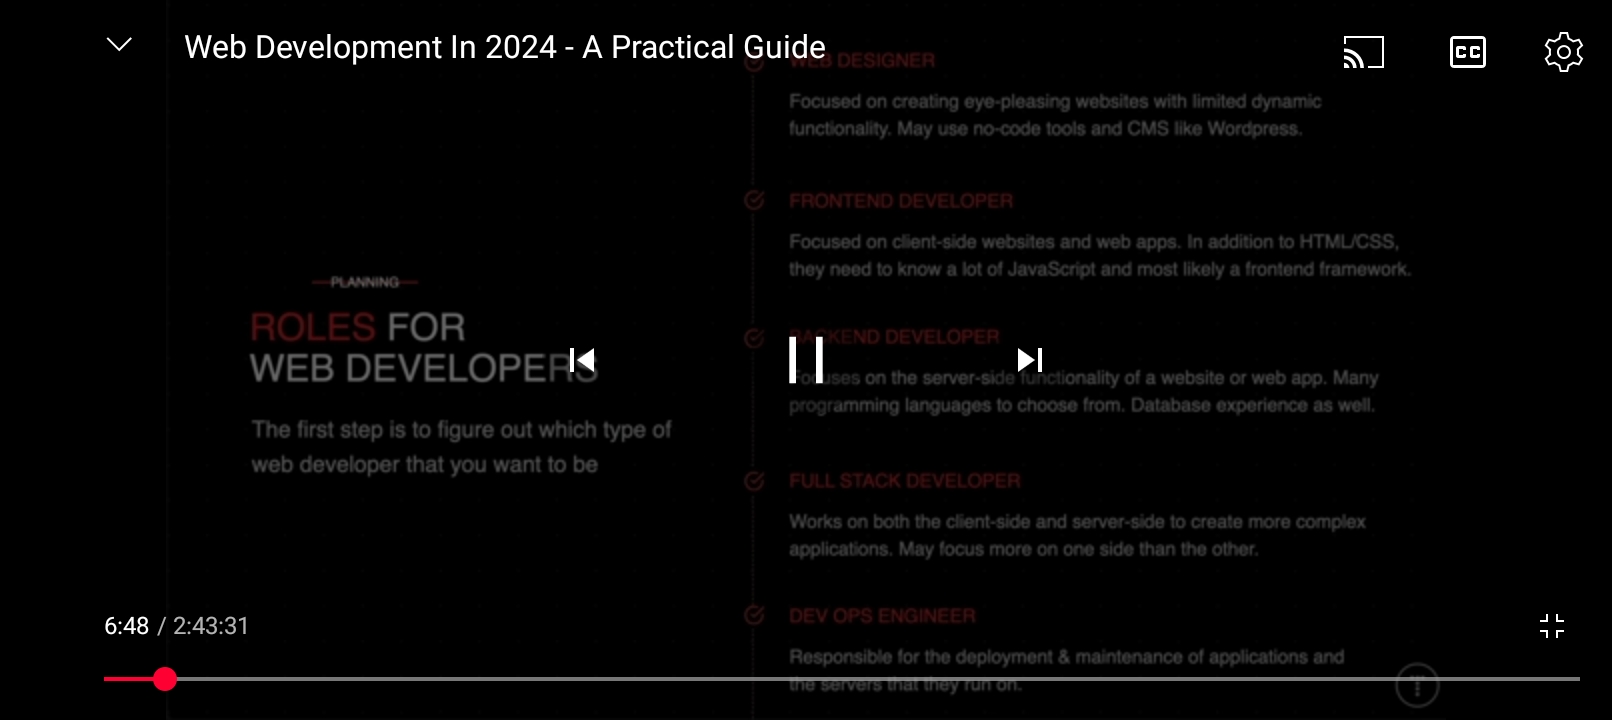 Web Development In 2024 - A Practical Guide
CC
WEB DESIGNER
Focused on creating eye-pleasing websites with limited dynamic
functionality. May use no-code tools and CMS like Wordpress.
FRONTEND DEVELOPER
Focused on client-side websites and web apps. In addition to HTML/CSS,
they need to know a lot of JavaScript and most likely a frontend framework.
PLANNING
ROLES FOR
WEB DEVELOPERS
The first step is to figure out which type of
web developer that you want to be
BACKEND DEVELOPER
Focuses on the server-side functionality of a website or web app. Many
programming languages to choose from. Database experience as well.
FULL STACK DEVELOPER
Works on both the client-side and server-side to create more complex
applications. May focus more on one side than the other.
DEV OPS ENGINEER
Responsible for the deployment & maintenance of applications and
the servers that they run on.
6:48 / 2:43:31